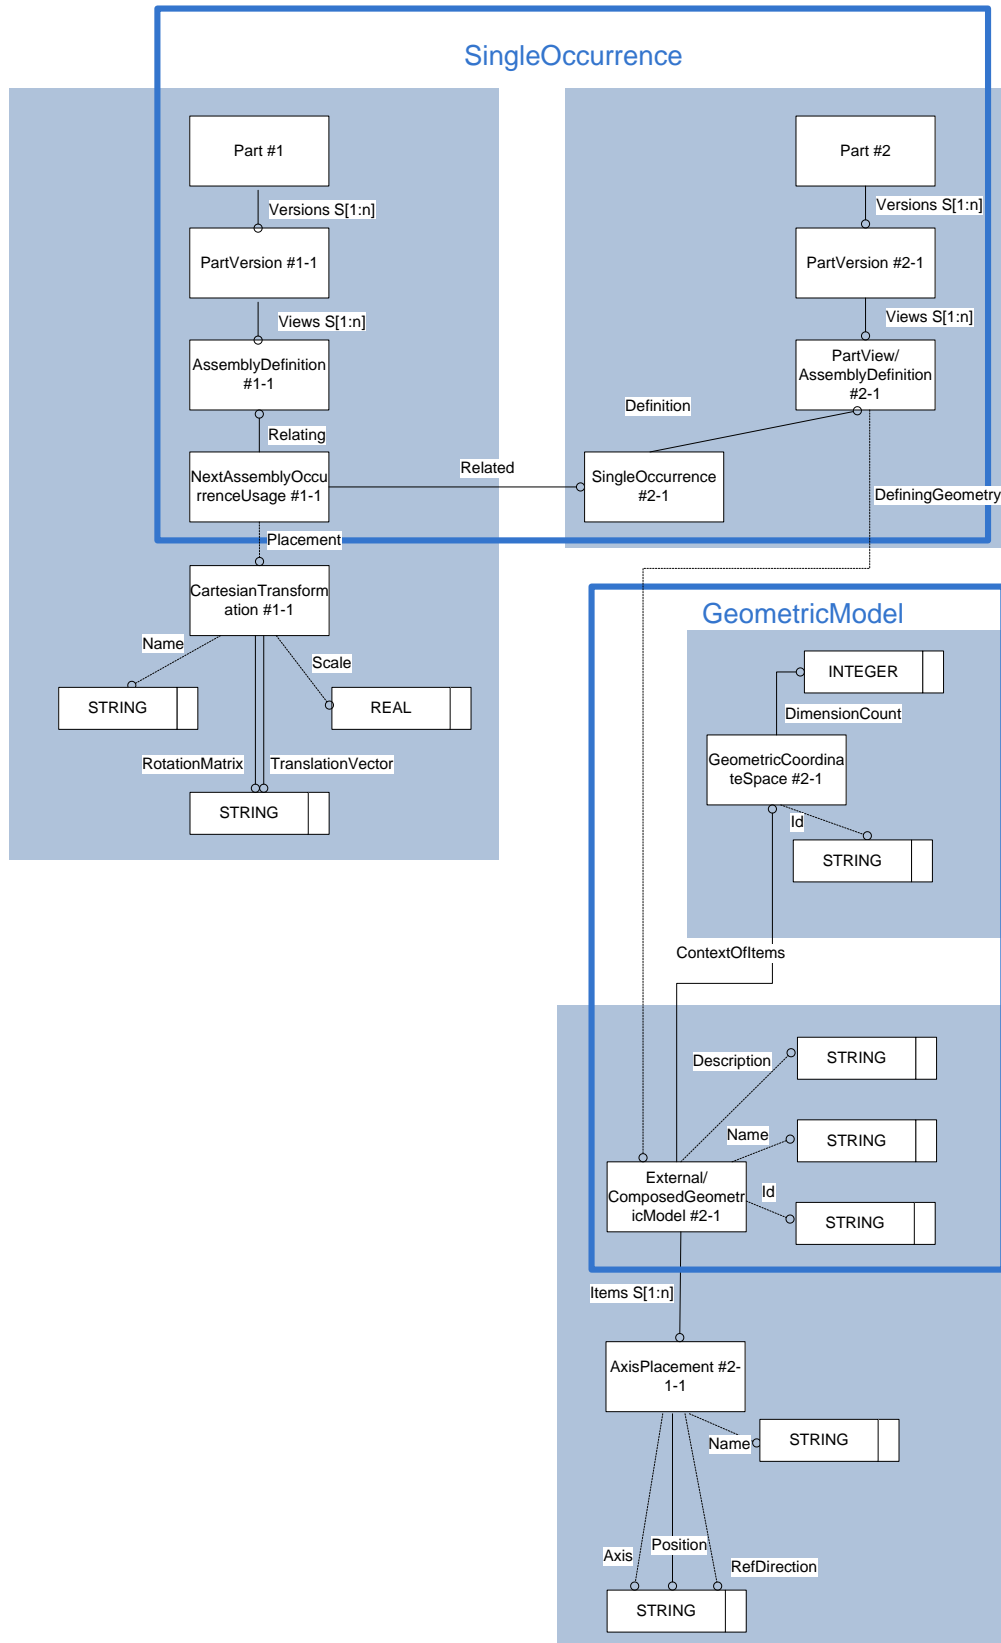 SingleOccurrence
Part #1
Versions S[1:n]
PartVersion #1-1
Views S[1:n]
AssemblyDefinition
#1-1
Relating
NextAssemblyOccu
rrenceUsage #1-1
Related
Placement
CartesianTransform
ation #1-1
Name
Scale
STRING
REAL
RotationMatrix
TranslationVector
STRING
Part #2
Versions S[1:n]
PartVersion #2-1
Views S[1:n]
PartView/
AssemblyDefinition
#2-1
Definition
SingleOccurrence
#2-1
DefiningGeometry
GeometricModel
INTEGER
DimensionCount
GeometricCoordina
teSpace #2-1
Id
STRING
ContextOfItems
Description
STRING
Name
STRING
Id
STRING
External/
ComposedGeometr
icModel #2-1
Items S[1:n]
AxisPlacement #2-
1-1
Name
STRING
Axis
Position
RefDirection
STRING